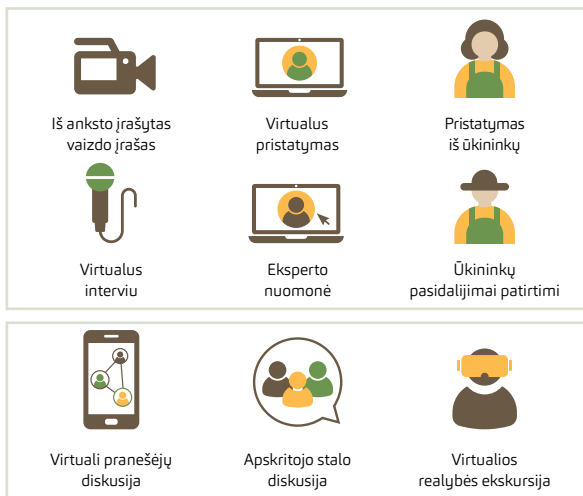 Iš anksto įrašytas
vaizdo įrašas
Virtualus
pristatymas
Pristatymas
iš ūkininkų
Virtualus
interviu
Eksperto
nuomonė
Ūkininkų
pasidalijimai patirtimi
Virtuali pranešėjų
diskusija
Apskritojo stalo
diskusija
Virtualios
realybės ekskursija